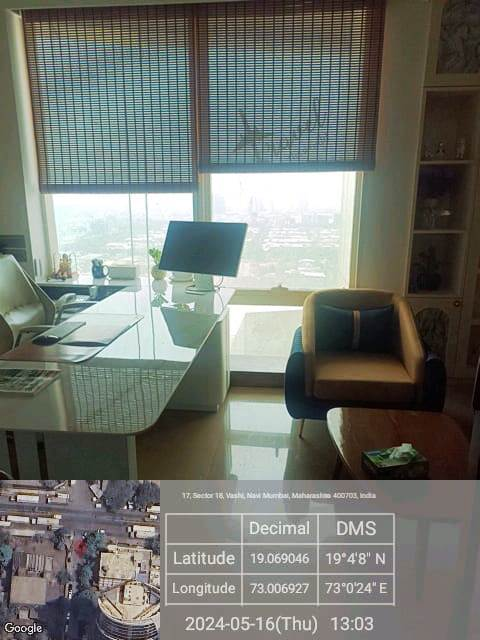 travel
17, Sector 18, Vashi, Navi Mumbai, Maharashtra 400703, India
Decimal DMS
Latitude 19.069046 19°4'8" N
Longitude 73.006927 73°0'24" E
2024-05-16(Thu) 13:03
Google